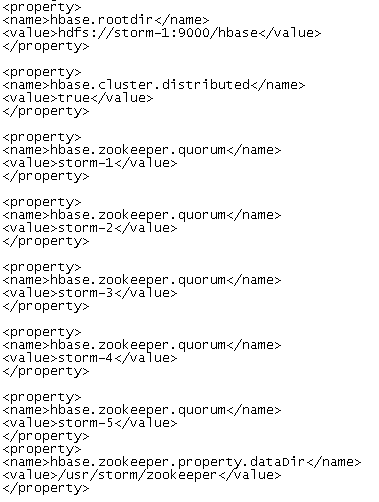 <property>
<name>hbase.rootdir</name>
<value>hdfs://storm-1:9000/hbase</value>
</property>
<property>
<name>hbase.cluster.distributed</name>
<value>true</value>
</property>
<property>
<name>hbase.zookeeper.quorum</name>
<value>storm-1</value>
</property>
<property>
<name>hbase.zookeeper.quorum</name>
<value>storm-2</value>
</property>
<property>
<name>hbase.zookeeper.quorum</name>
<value>storm-3</value>
</property>
<property>
<name>hbase.zookeeper.quorum</name>
<value>storm-4</value>
</property>
<property>
<name>hbase.zookeeper.quorum</name>
<value>storm-5</value>
</property>
<property>
<name>hbase.zookeeper.property.dataDir</name>
<value>/usr/storm/zookeeper</value>
</property>